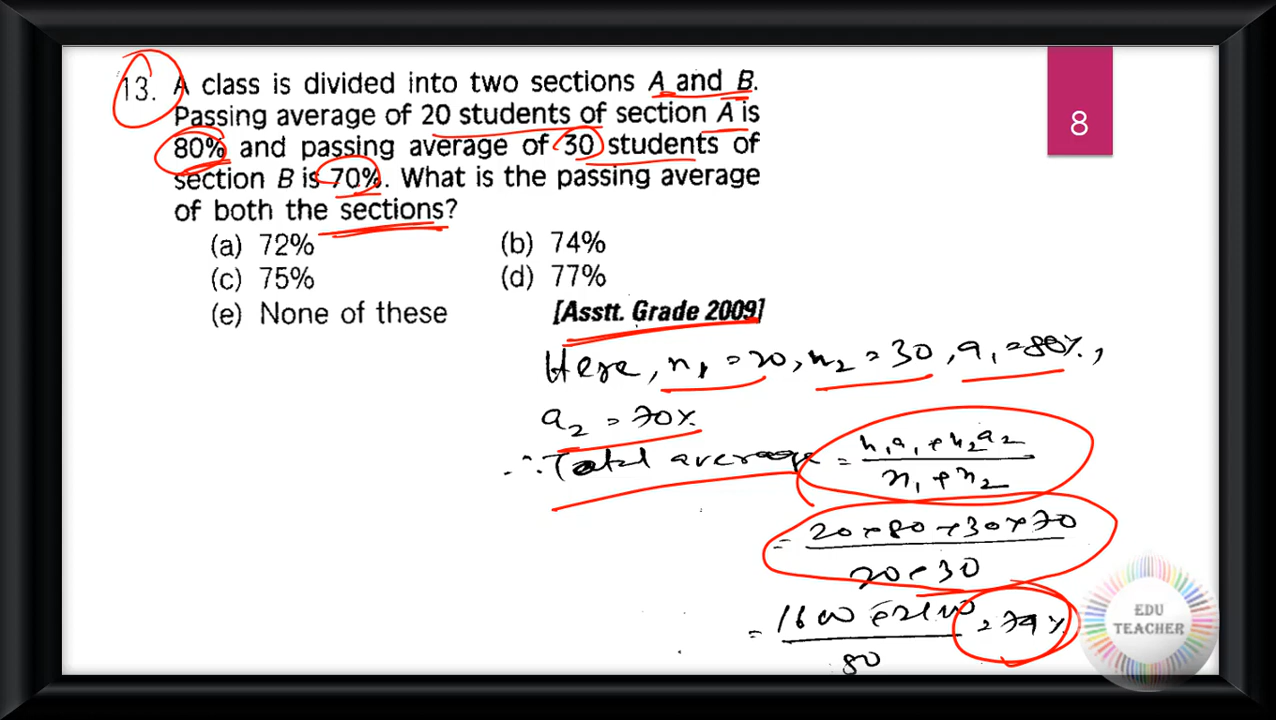 13. A class is divided into two sections A and B.
Passing average of 20 students of section A is
80% and passing average of 30 students of
section B is 70%. What is the passing average
of both the sections?
(a) 72% (b) 74%
(c) 75% (d) 77%
(e) None of these [Asstt. Grade 2009]
8
Here, n₁ = 20, n₂ = 30, a₁ = 80%,
a₂ = 70%
∴ Total average = n₁a₁ + n₂a₂
n₁ + n₂
= 20 × 80 + 30 × 70
20 + 30
= 1600 + 2100 = 74%
EDU
TEACHER